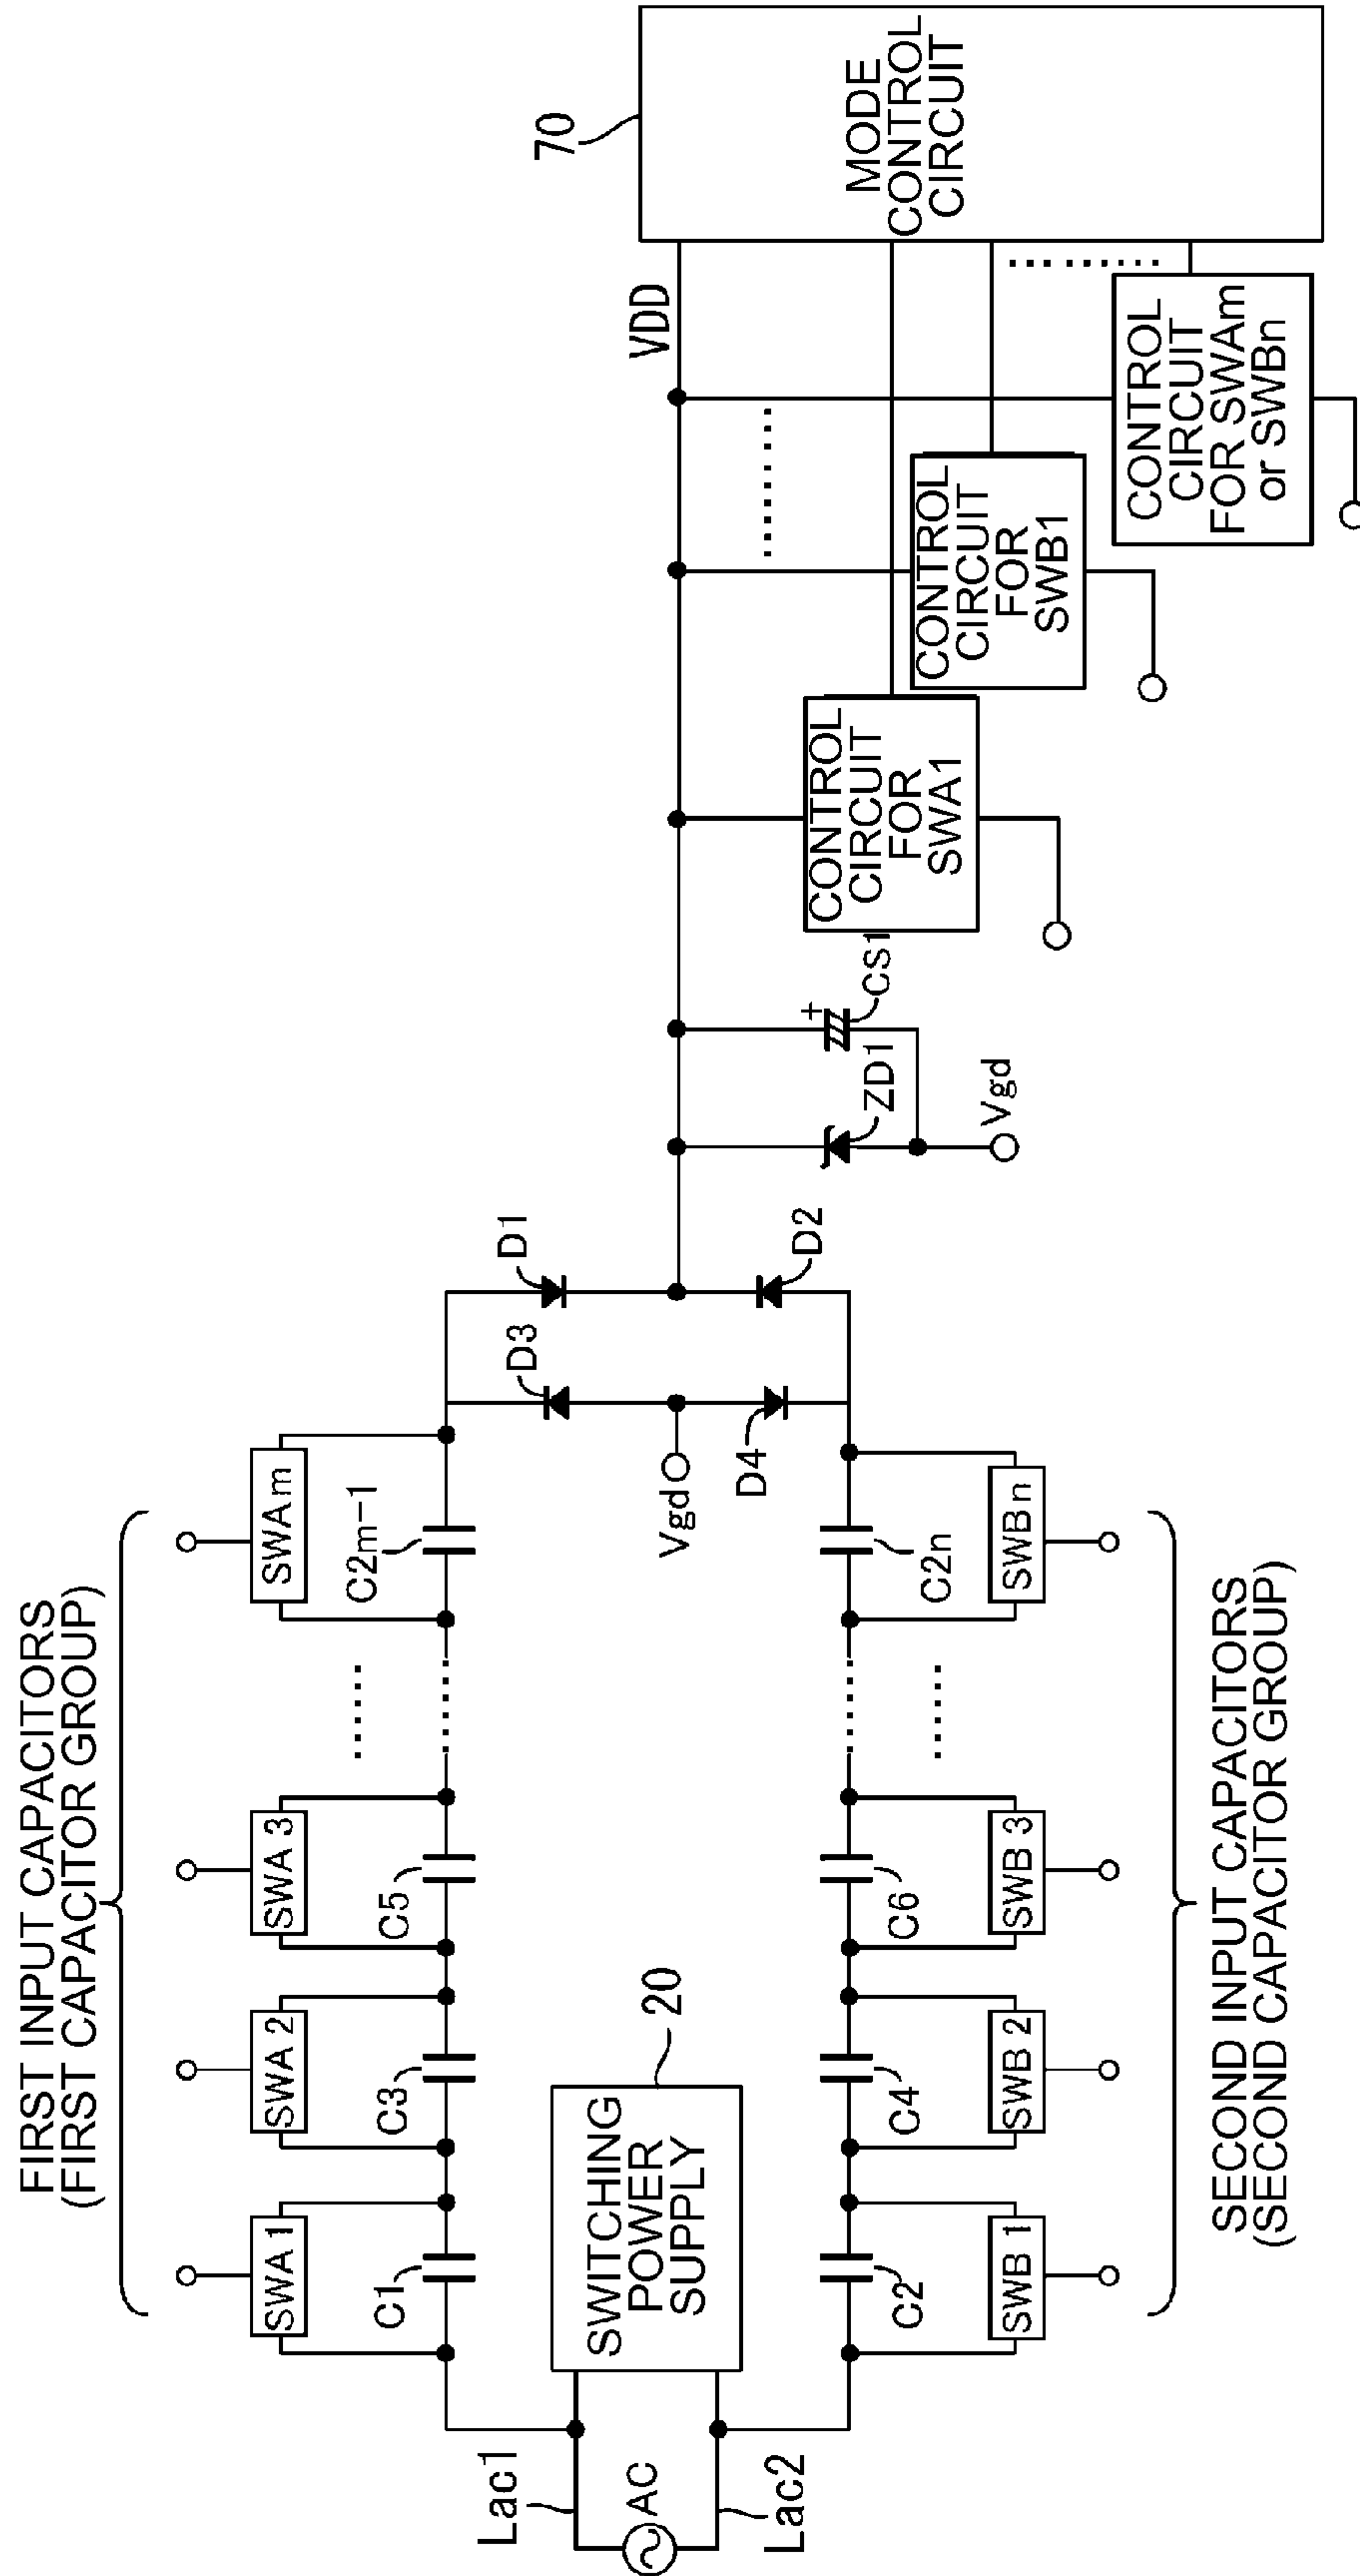 FIRST INPUT CAPACITORS
(FIRST CAPACITOR GROUP)
SWA 1
SWA 2
SWA 3
SWAm
C1
C3
C5
C2m-1
Lac1
AC
Lac2
SWITCHING
POWER
SUPPLY
20
D3
D1
Vgd
D4
D2
C2
C4
C6
C2n
SWB 1
SWB 2
SWB 3
SWBn
SECOND INPUT CAPACITORS
(SECOND CAPACITOR GROUP)
ZD1
+
CS1
Vgd
VDD
CONTROL
CIRCUIT
FOR
SWA1
CONTROL
CIRCUIT
FOR
SWB1
CONTROL
CIRCUIT
FOR SWAm
or SWBn
70
MODE
CONTROL
CIRCUIT